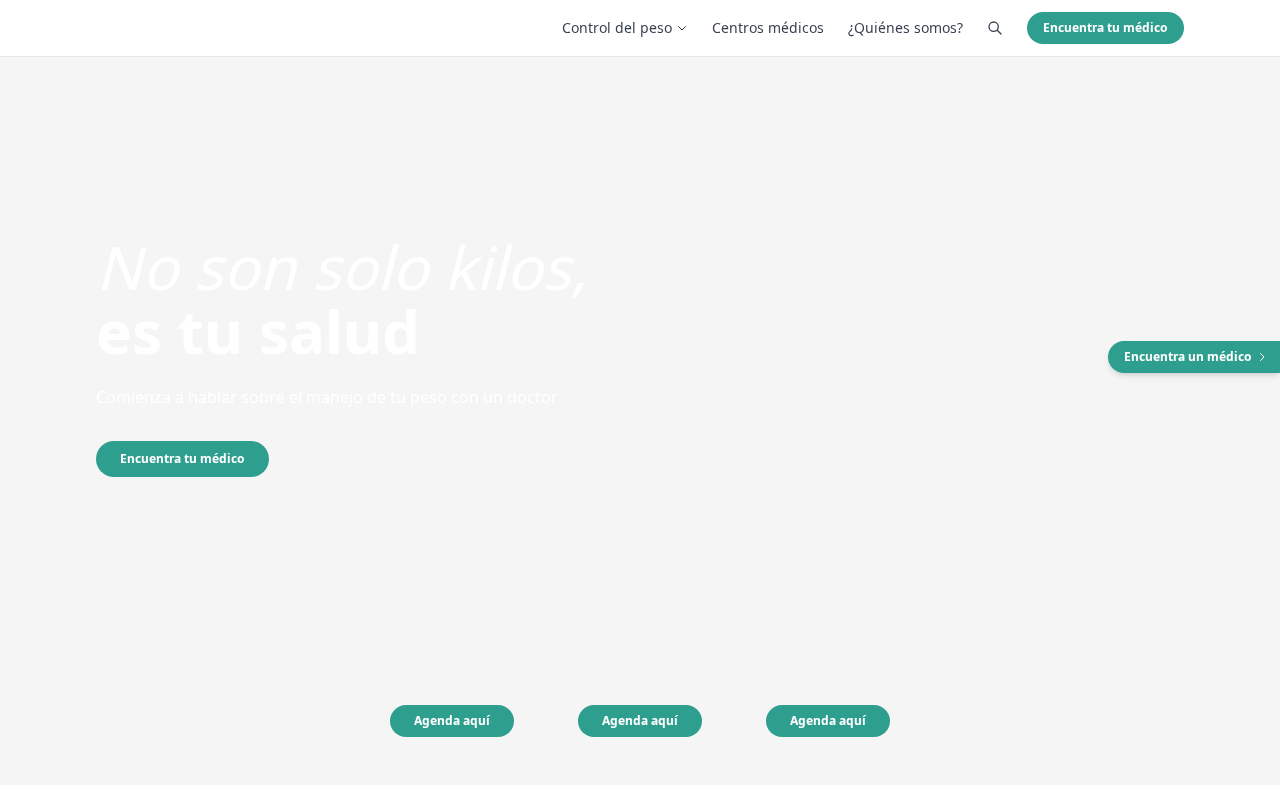 Control del peso
Centros médicos
¿Quiénes somos?
Encuentra tu médico
No son solo kilos,
es tu salud
Comienza a hablar sobre el manejo de tu peso con un doctor
Encuentra un médico
Encuentra tu médico
Agenda aquí
Agenda aquí
Agenda aquí